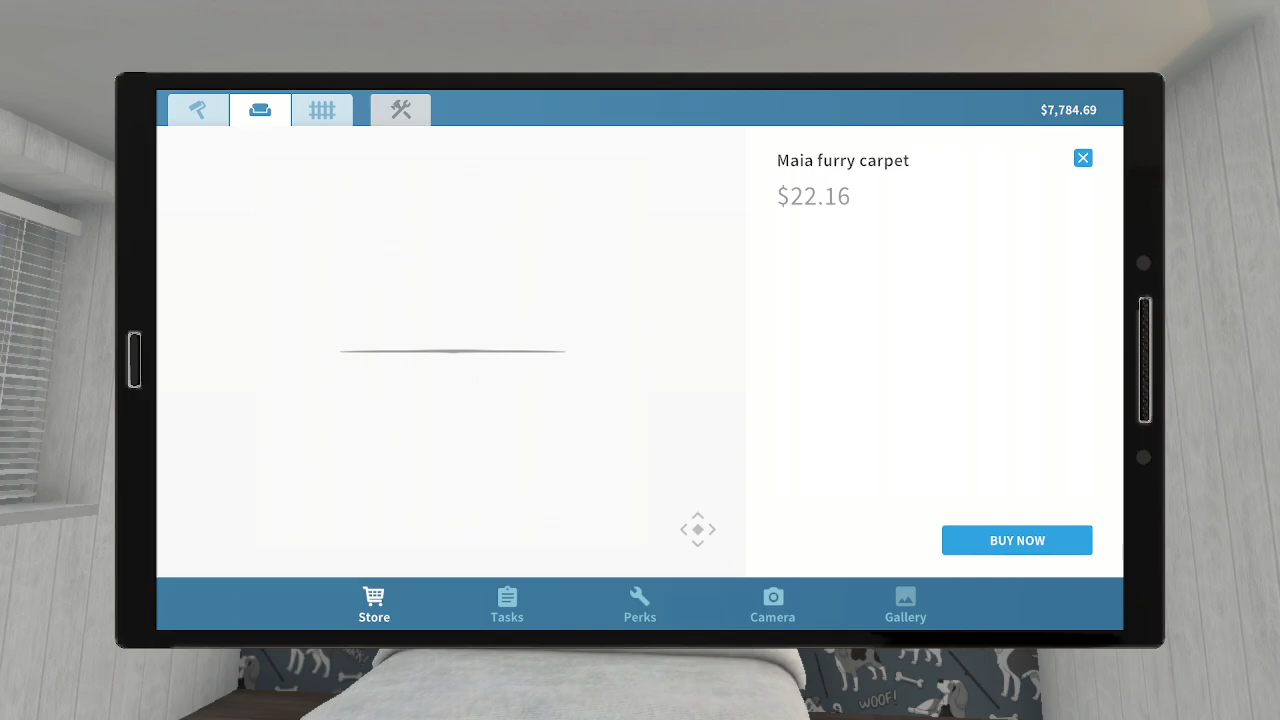 $7,784.69
Maia furry carpet
$22.16
BUY NOW
Store
Tasks
Perks
Camera
Gallery
WOOF!